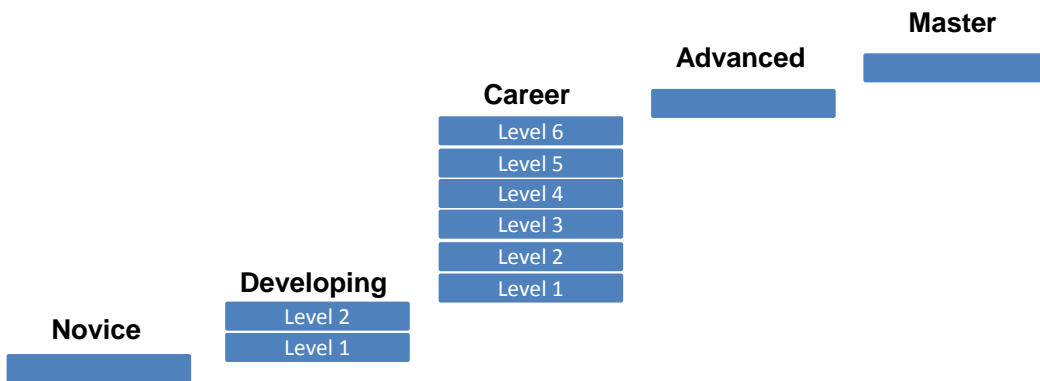 Master
Advanced
Career
Level 6
Level 5
Level 4
Level 3
Level 2
Level 1
Developing
Level 2
Level 1
Novice